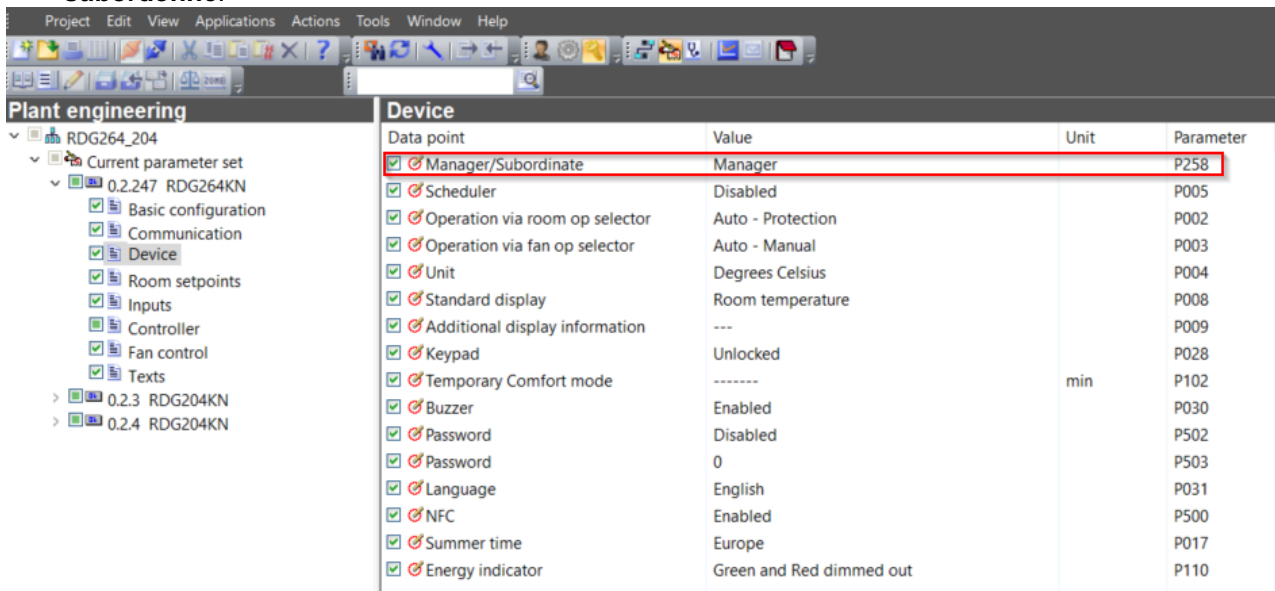 Project Edit View Applications Actions Tools Window Help
Plant engineering
RDG264_204
Current parameter set
0.2.247 RDG264KN
Basic configuration
Communication
Device
Room setpoints
Inputs
Controller
Fan control
Texts
0.2.3 RDG204KN
0.2.4 RDG204KN
Device
Data point Value Unit Parameter
Manager/Subordinate Manager P258
Scheduler Disabled P005
Operation via room op selector Auto - Protection P002
Operation via fan op selector Auto - Manual P003
Unit Degrees Celsius P004
Standard display Room temperature P008
Additional display information --- P009
Keypad Unlocked P028
Temporary Comfort mode ------- min P102
Buzzer Enabled P030
Password Disabled P502
Password 0 P503
Language English P031
NFC Enabled P500
Summer time Europe P017
Energy indicator Green and Red dimmed out P110